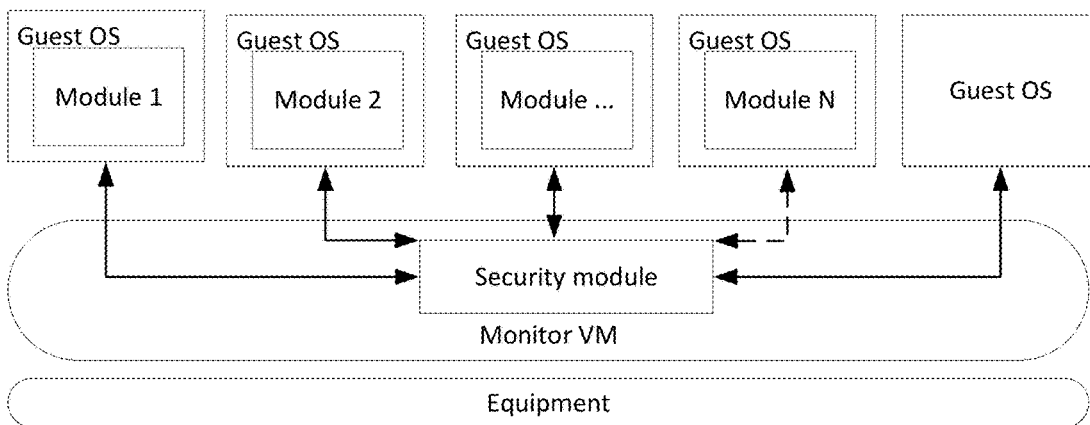 Guest OS
Module 1
Guest OS
Module 2
Guest OS
Module ...
Guest OS
Module N
Guest OS
Security module
Monitor VM
Equipment